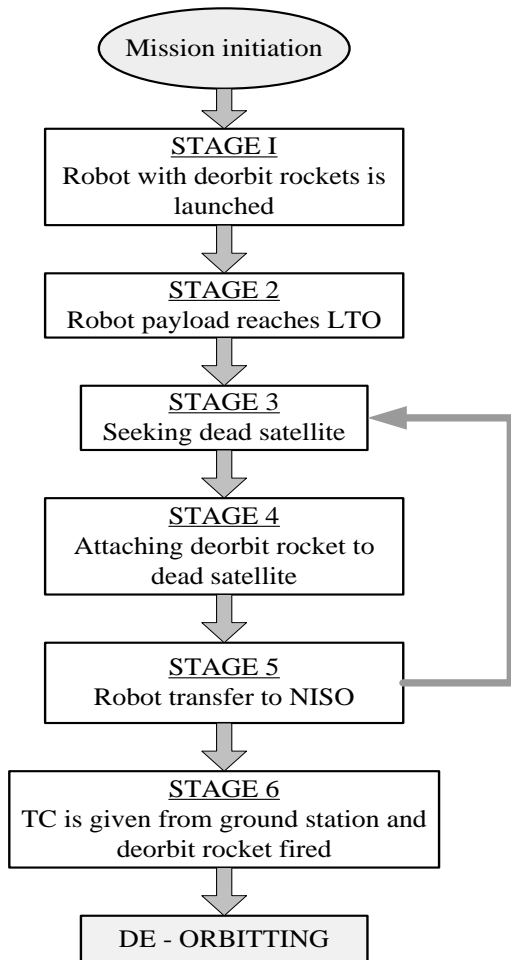 Mission initiation
STAGE I
Robot with deorbit rockets is
launched
STAGE 2
Robot payload reaches LTO
STAGE 3
Seeking dead satellite
STAGE 4
Attaching deorbit rocket to
dead satellite
STAGE 5
Robot transfer to NISO
STAGE 6
TC is given from ground station and
deorbit rocket fired
DE - ORBITTING